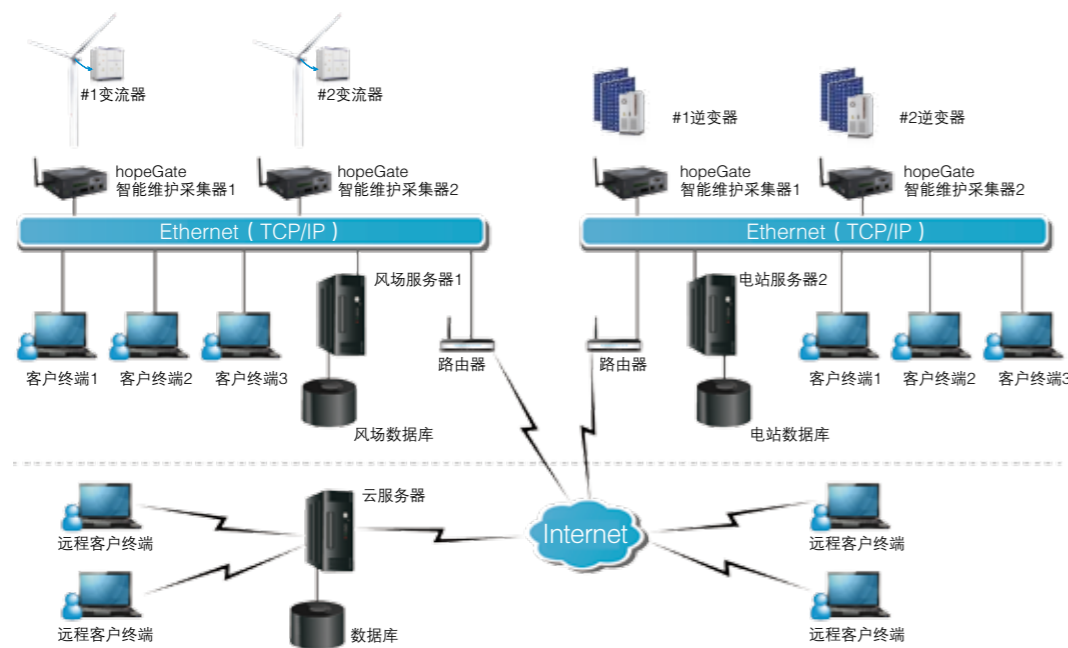 #1变流器
#2变流器
#1逆变器
#2逆变器
hopeGate
智能维护采集器1
hopeGate
智能维护采集器2
hopeGate
智能维护采集器1
hopeGate
智能维护采集器2
Ethernet（TCP/IP）
Ethernet（TCP/IP）
风场服务器1
电站服务器2
客户终端1
客户终端2
客户终端3
路由器
路由器
客户终端1
客户终端2
客户终端3
风场数据库
电站数据库
云服务器
Internet
远程客户终端
远程客户终端
远程客户终端
数据库
远程客户终端